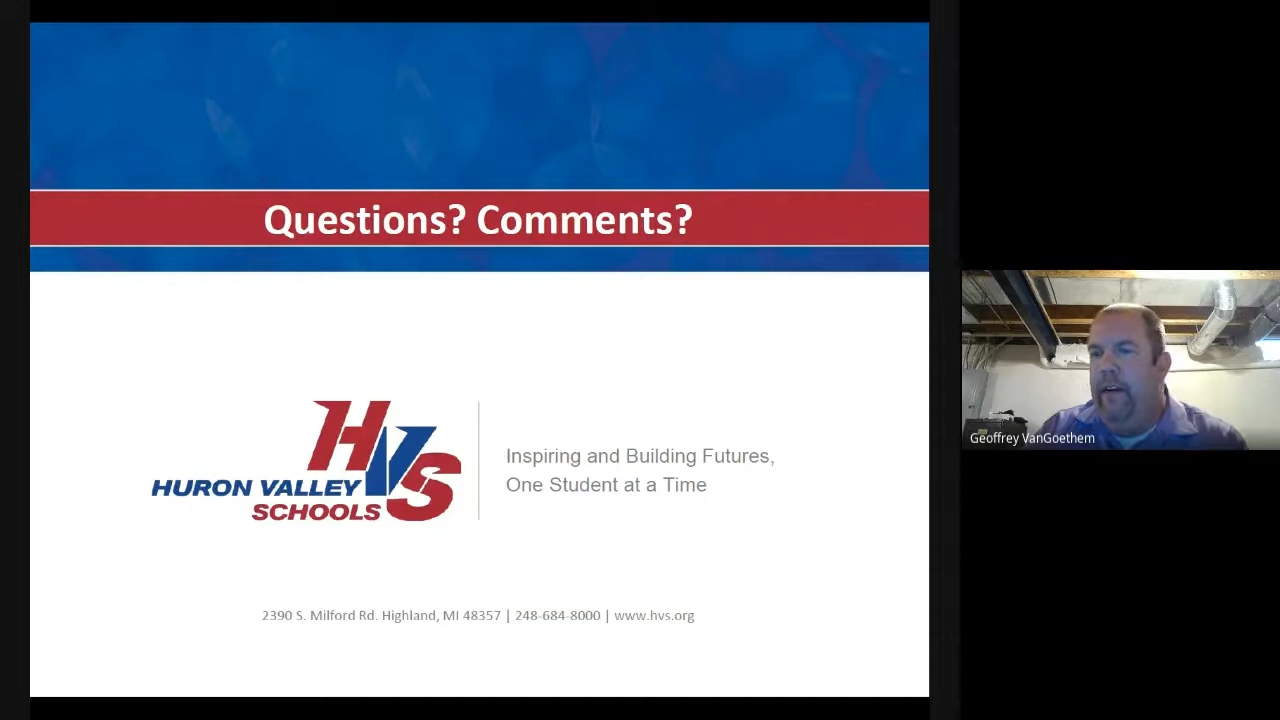 Questions? Comments?
HVS
HURON VALLEY
SCHOOLS
Inspiring and Building Futures,
One Student at a Time
2390 S. Milford Rd. Highland, MI 48357 | 248-684-8000 | www.hvs.org
Geoffrey VanGoethem